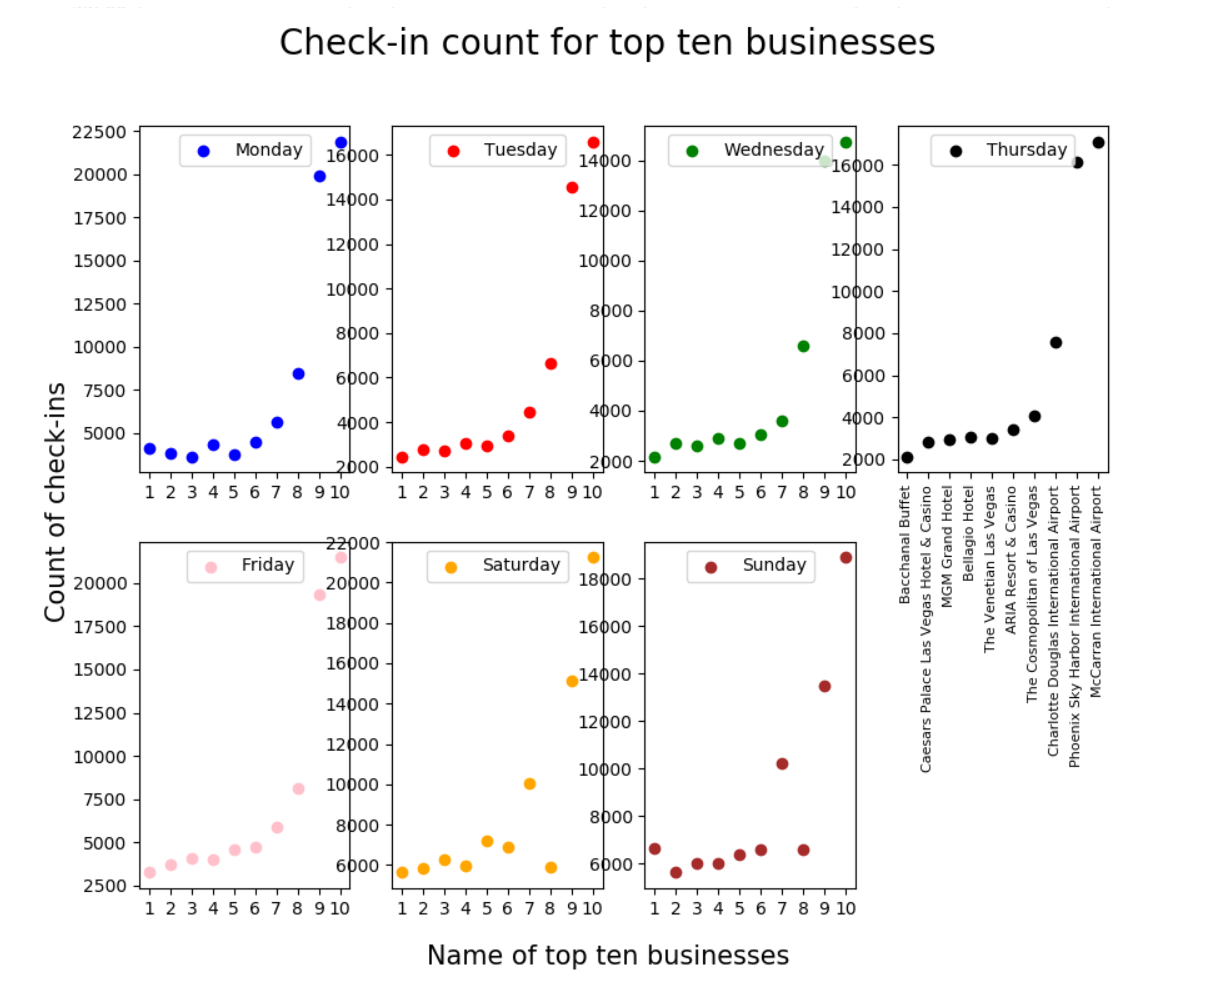 Check-in count for top ten businesses
Count of check-ins
Monday
22500
20000
17500
15000
12500
10000
7500
5000
1 2 3 4 5 6 7 8 9 10
Tuesday
16000
14000
12000
10000
8000
6000
4000
2000
1 2 3 4 5 6 7 8 9 10
Wednesday
14000
12000
10000
8000
6000
4000
2000
1 2 3 4 5 6 7 8 9 10
Thursday
16000
14000
12000
10000
8000
6000
4000
2000
Bacchanal Buffet
Caesars Palace Las Vegas Hotel & Casino
MGM Grand Hotel
Bellagio Hotel
The Venetian Las Vegas
ARIA Resort & Casino
The Cosmopolitan of Las Vegas
Charlotte Douglas International Airport
Phoenix Sky Harbor International Airport
McCarran International Airport
Friday
20000
17500
15000
12500
10000
7500
5000
2500
1 2 3 4 5 6 7 8 9 10
Saturday
22000
20000
18000
16000
14000
12000
10000
8000
6000
1 2 3 4 5 6 7 8 9 10
Sunday
18000
16000
14000
12000
10000
8000
6000
1 2 3 4 5 6 7 8 9 10
Name of top ten businesses